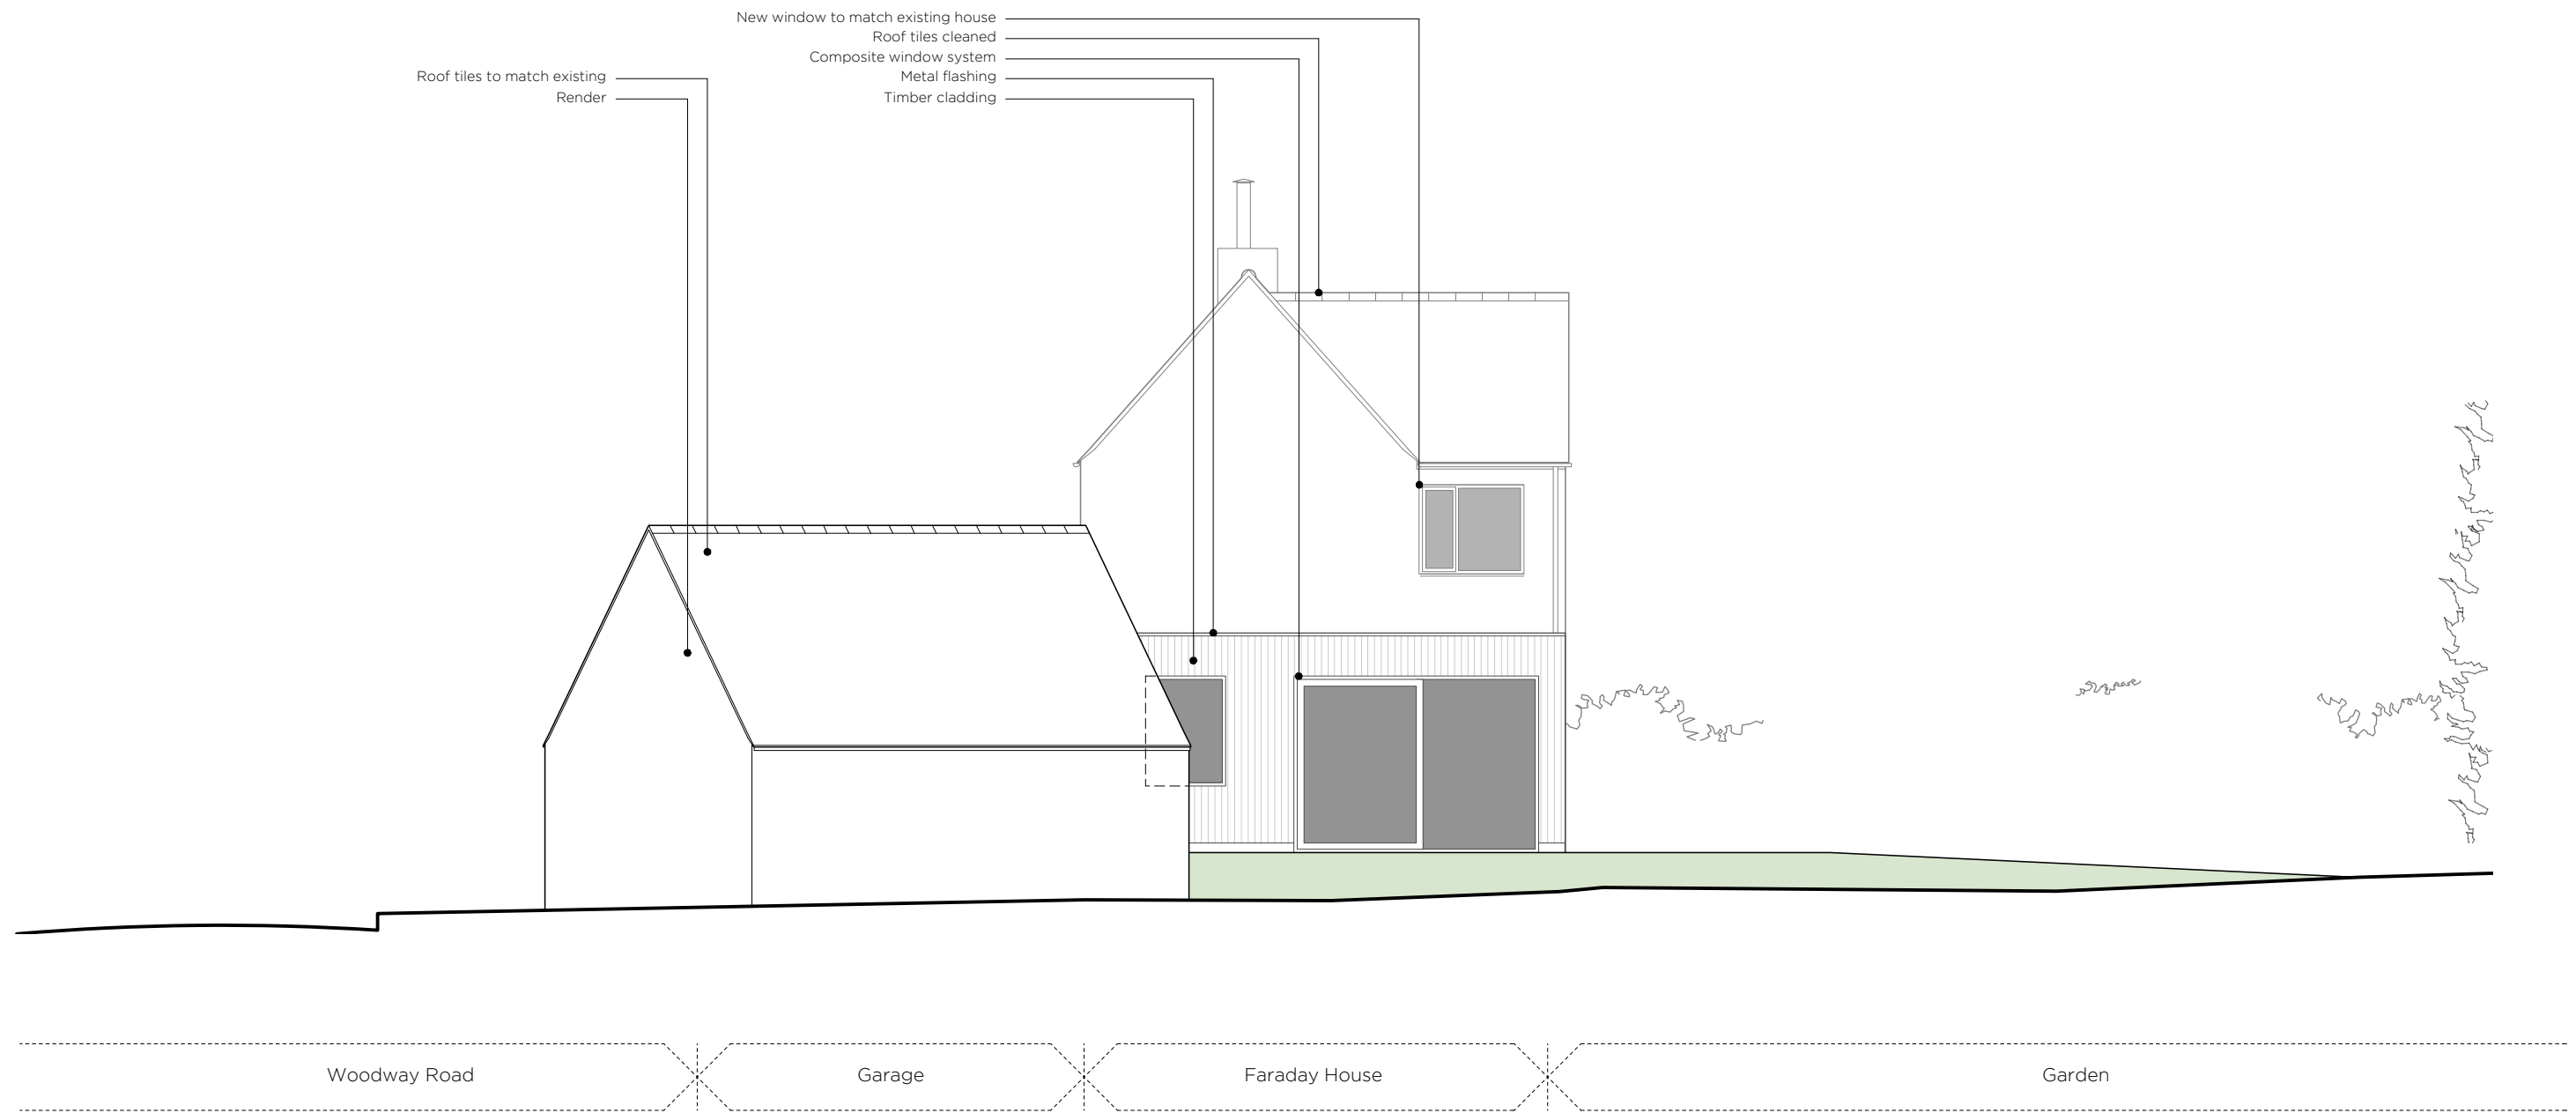 New window to match existing house
Roof tiles cleaned
Composite window system
Metal flashing
Timber cladding
Roof tiles to match existing
Render
Woodway Road
Garage
Faraday House
Garden